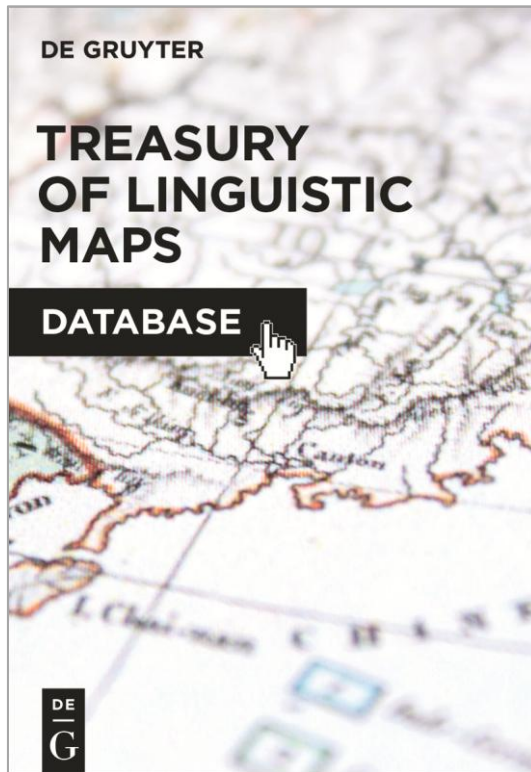 DE GRUYTER
TREASURY
OF LINGUISTIC
MAPS
DATABASE
Canton
C H I N
DE
G